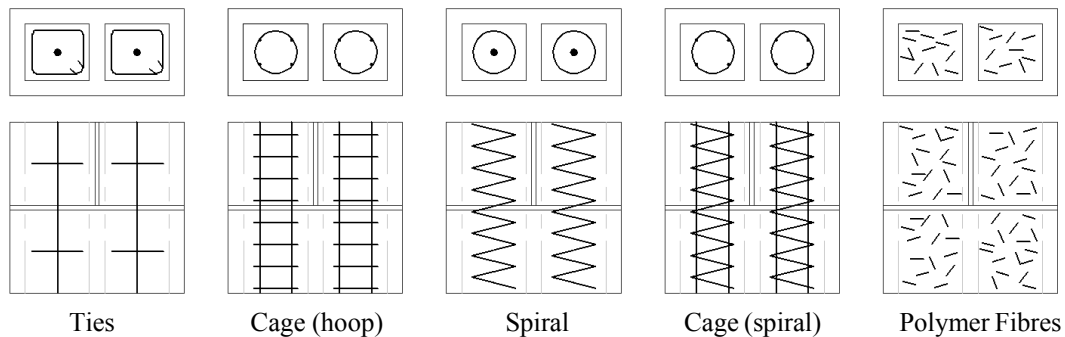 Ties
Cage (hoop)
Spiral
Cage (spiral)
Polymer Fibres